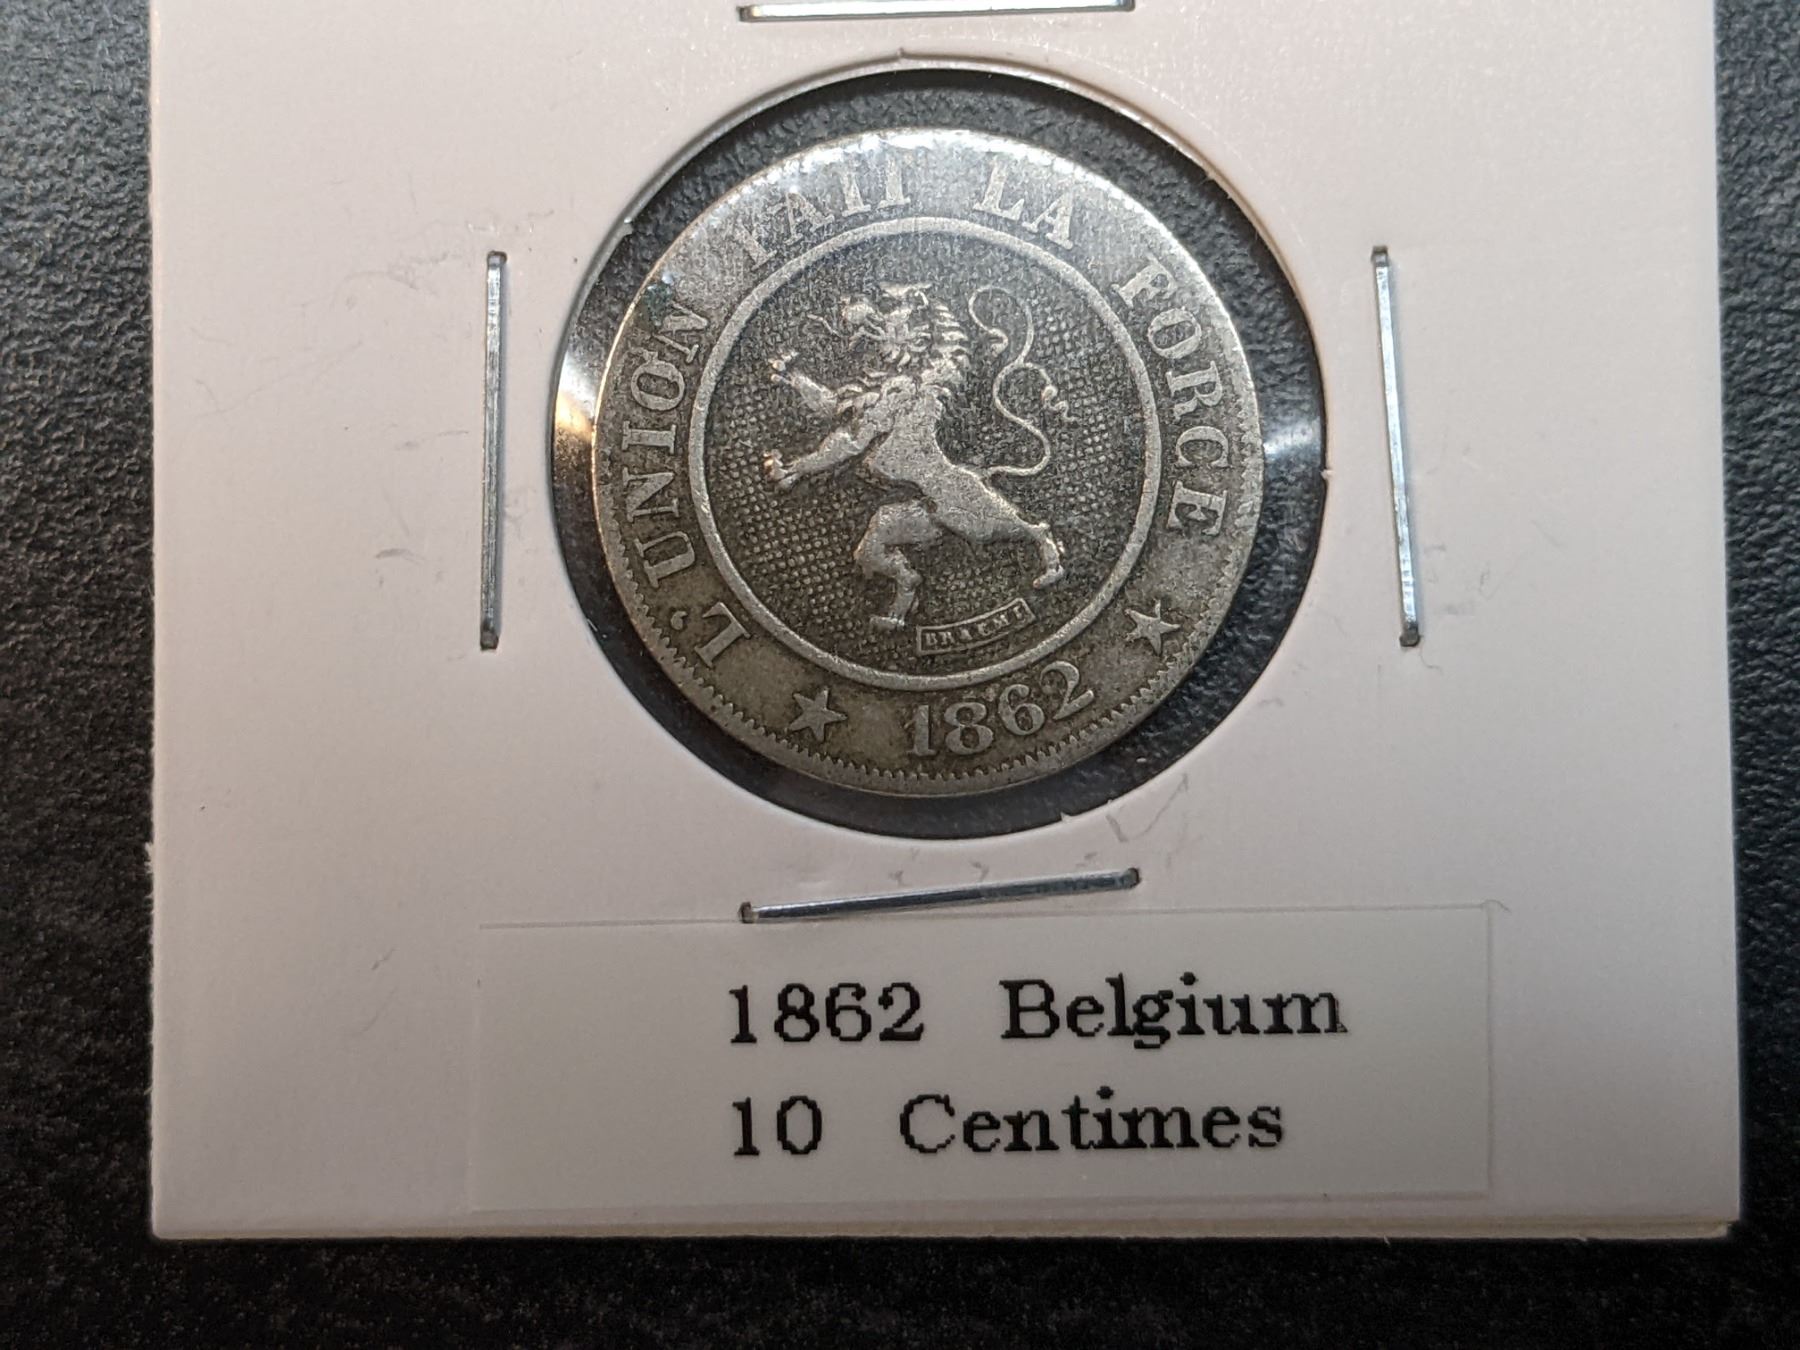 L'UNION FAIT LA FORCE
BRAEMT
★ 1862 ★
1862 Belgium
10 Centimes